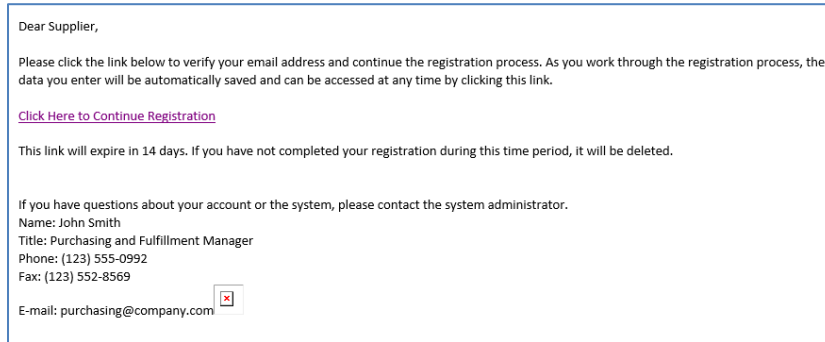 Dear Supplier,
Please click the link below to verify your email address and continue the registration process. As you work through the registration process, the
data you enter will be automatically saved and can be accessed at any time by clicking this link.
Click Here to Continue Registration
This link will expire in 14 days. If you have not completed your registration during this time period, it will be deleted.
If you have questions about your account or the system, please contact the system administrator.
Name: John Smith
Title: Purchasing and Fulfillment Manager
Phone: (123) 555-0992
Fax: (123) 552-8569
E-mail: purchasing@company.com